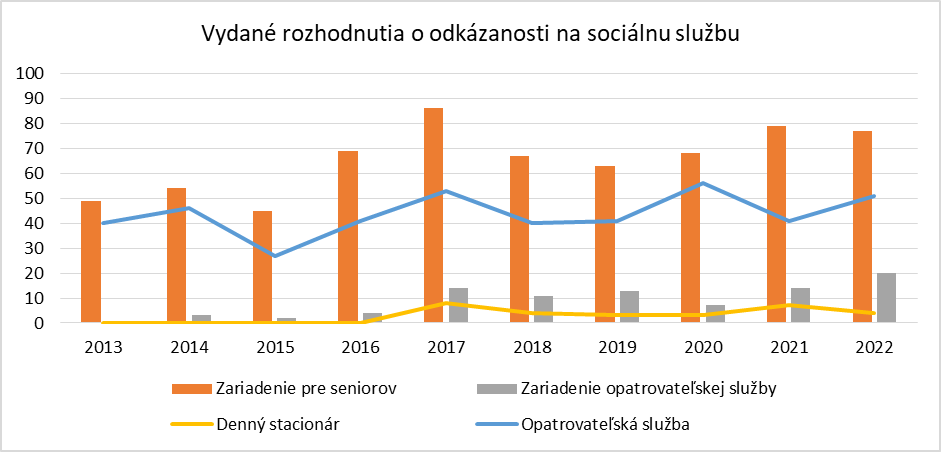 Vydané rozhodnutia o odkázanosti na sociálnu službu
100
90
80
70
60
50
40
30
20
10
0
2013 2014 2015 2016 2017 2018 2019 2020 2021 2022
Zariadenie pre seniorov Zariadenie opatrovateľskej služby
Denný stacionár Opatrovateľská služba